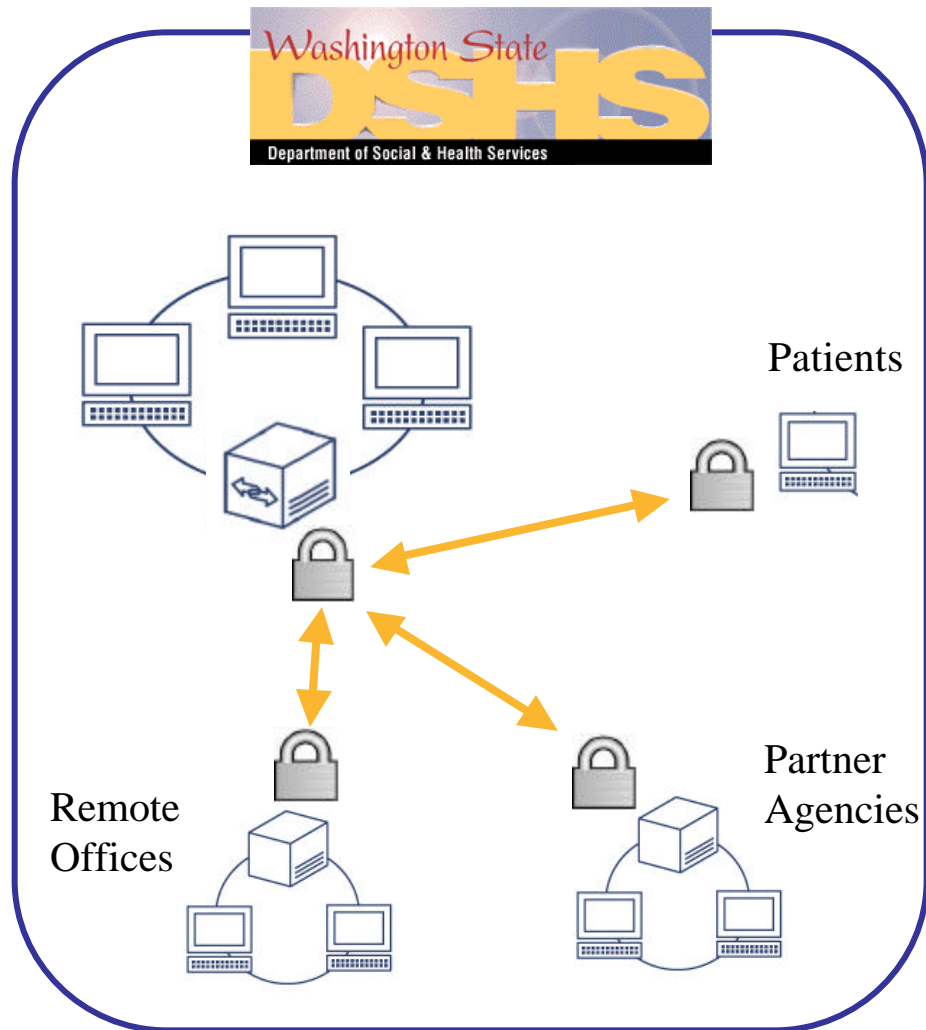 Washington State
DSHS
Department of Social & Health Services
Patients
Partner
Agencies
Remote
Offices